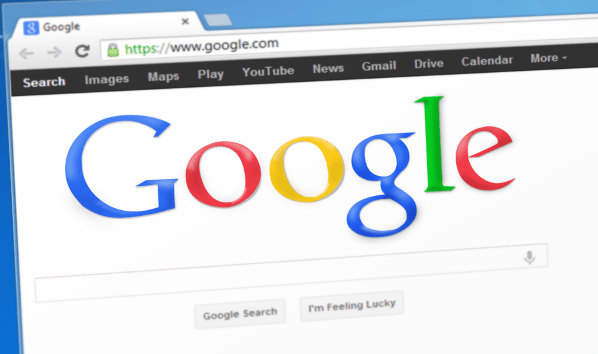 Google
https://www.google.com
Search Images Maps Play YouTube News Gmail Drive Calendar More
Google
Google Search I'm Feeling Lucky